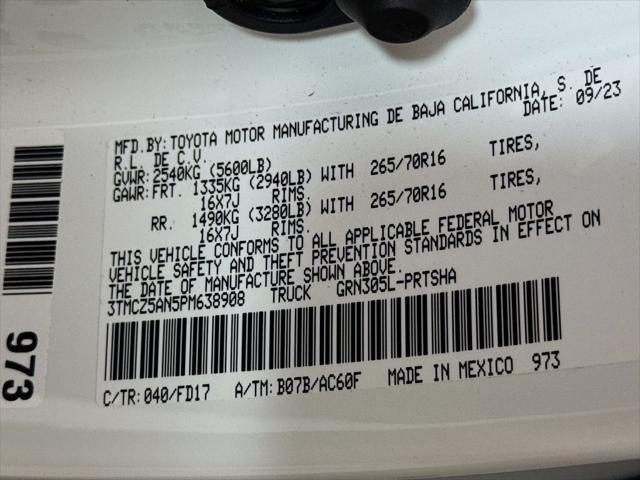 MFD.BY: TOYOTA MOTOR MANUFACTURING DE BAJA CALIFORNIA, S. DE
R.L. DE C.V. DATE: 09/23
GVWR: 2540KG (5600LB)
GAWR: FRT. 1335KG (2940LB) WITH 265/70R16 TIRES,
16X7J RIMS.
RR. 1490KG (3280LB) WITH 265/70R16 TIRES,
16X7J RIMS.
THIS VEHICLE CONFORMS TO ALL APPLICABLE FEDERAL MOTOR
VEHICLE SAFETY AND THEFT PREVENTION STANDARDS IN EFFECT ON
THE DATE OF MANUFACTURE SHOWN ABOVE.
3TMCZ5AN5PM638908 TRUCK GRN305L-PRTSHA
C/TR: 040/FD17 A/TM: B07B/AC60F MADE IN MEXICO 973
973